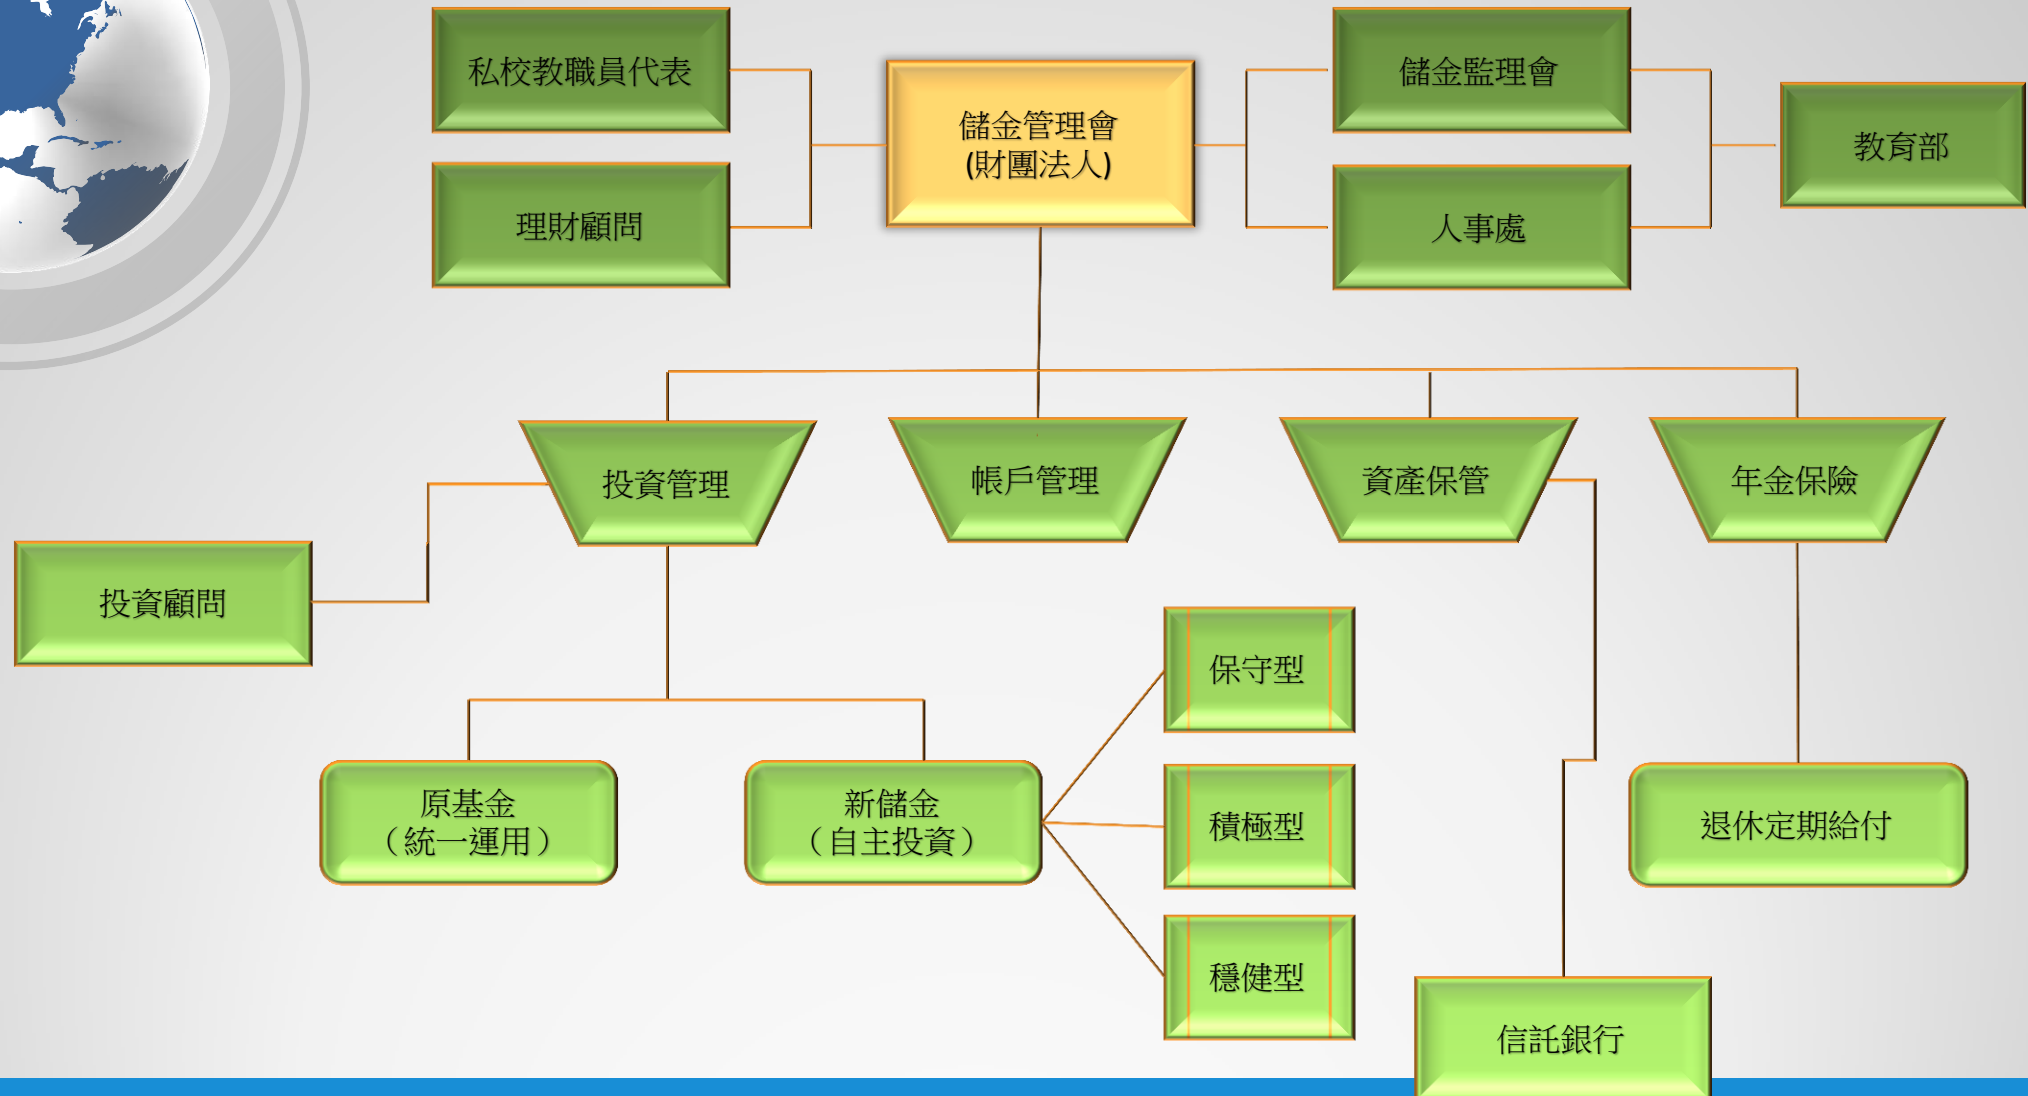 私校教職員代表
儲金管理會
(財團法人)
儲金監理會
教育部
理財顧問
人事處
投資管理
帳戶管理
資產保管
年金保險
投資顧問
保守型
原基金
（統一運用）
新儲金
（自主投資）
積極型
退休定期給付
穩健型
信託銀行